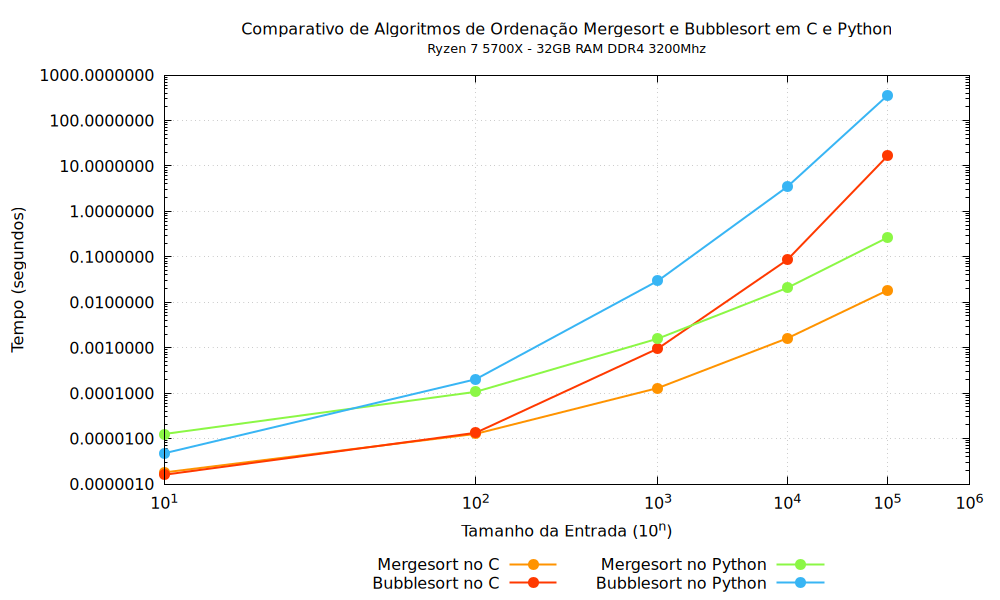 Comparativo de Algoritmos de Ordenação Mergesort e Bubblesort em C e Python
Ryzen 7 5700X - 32GB RAM DDR4 3200Mhz
1000.0000000
100.0000000
10.0000000
1.0000000
0.1000000
0.0100000
0.0010000
0.0001000
0.0000100
0.0000010
Tempo (segundos)
10¹ 10² 10³ 10⁴ 10⁵ 10⁶
Tamanho da Entrada (10ⁿ)
Mergesort no C Mergesort no Python
Bubblesort no C Bubblesort no Python